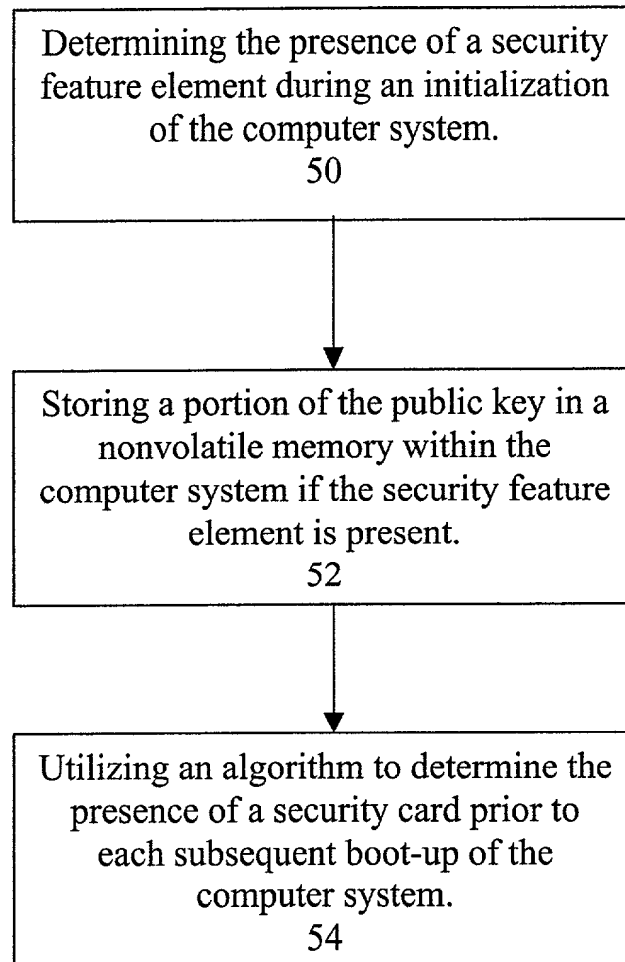 Determining the presence of a security
feature element during an initialization
of the computer system.
50
Storing a portion of the public key in a
nonvolatile memory within the
computer system if the security feature
element is present.
52
Utilizing an algorithm to determine the
presence of a security card prior to
each subsequent boot-up of the
computer system.
54